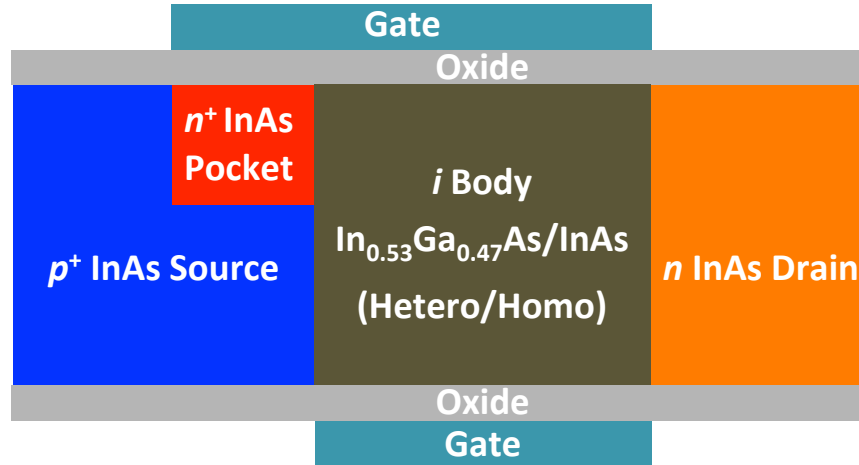 Gate
Oxide
n⁺ InAs
Pocket
i Body
In₀.₅₃Ga₀.₄₇As/InAs
p⁺ InAs Source
n InAs Drain
(Hetero/Homo)
Oxide
Gate